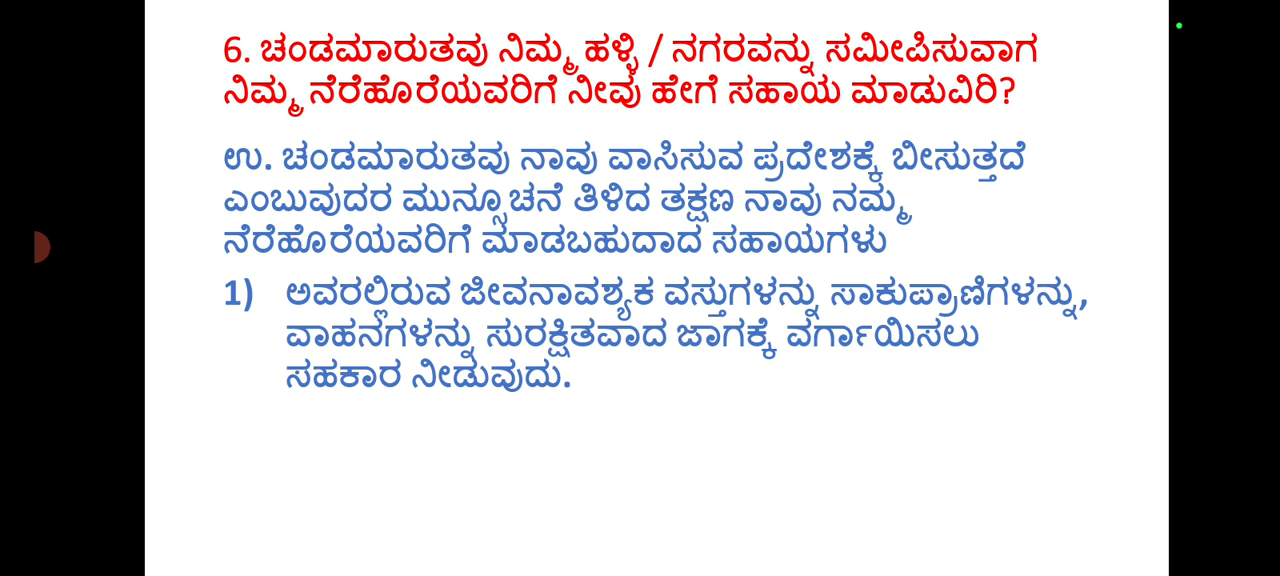 6. ಚಂಡಮಾರುತವು ನಿಮ್ಮ ಹಳ್ಳಿ / ನಗರವನ್ನು ಸಮೀಪಿಸುವಾಗ
ನಿಮ್ಮ ನೆರೆಹೊರೆಯವರಿಗೆ ನೀವು ಹೇಗೆ ಸಹಾಯ ಮಾಡುವಿರಿ?
ಉ. ಚಂಡಮಾರುತವು ನಾವು ವಾಸಿಸುವ ಪ್ರದೇಶಕ್ಕೆ ಬೀಸುತ್ತದೆ
ಎಂಬುವುದರ ಮುನ್ಸೂಚನೆ ತಿಳಿದ ತಕ್ಷಣ ನಾವು ನಮ್ಮ
ನೆರೆಹೊರೆಯವರಿಗೆ ಮಾಡಬಹುದಾದ ಸಹಾಯಗಳು
1) ಅವರಲ್ಲಿರುವ ಜೀವನಾವಶ್ಯಕ ವಸ್ತುಗಳನ್ನು ಸಾಕುಪ್ರಾಣಿಗಳನ್ನು,
ವಾಹನಗಳನ್ನು ಸುರಕ್ಷಿತವಾದ ಜಾಗಕ್ಕೆ ವರ್ಗಾಯಿಸಲು
ಸಹಕಾರ ನೀಡುವುದು.